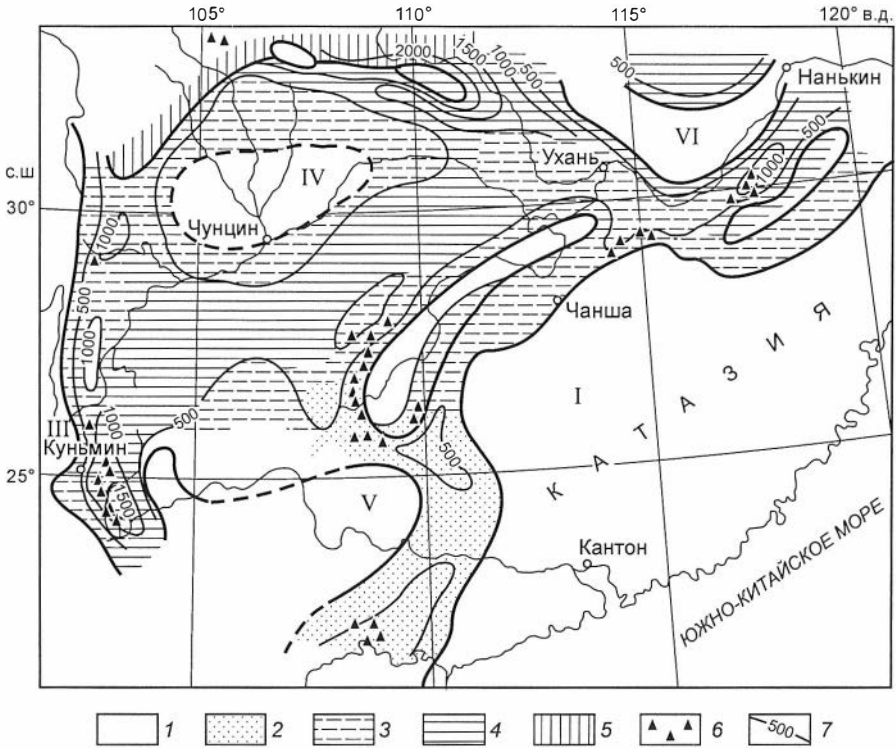 105° 110° 115° 120° в.д.
2000 1500 1000 500 500
Нанькин
VI
500
1000
Ухань
с.ш
IV
30°
Чунцин
1000
500
Чанша
1000
I
500
III
1000
Куньмин
500
25°
1500
V
КАТАЗИЯ
Кантон
ЮЖНО-КИТАЙСКОЕ МОРЕ
1 2 3 4 5 6 500 7